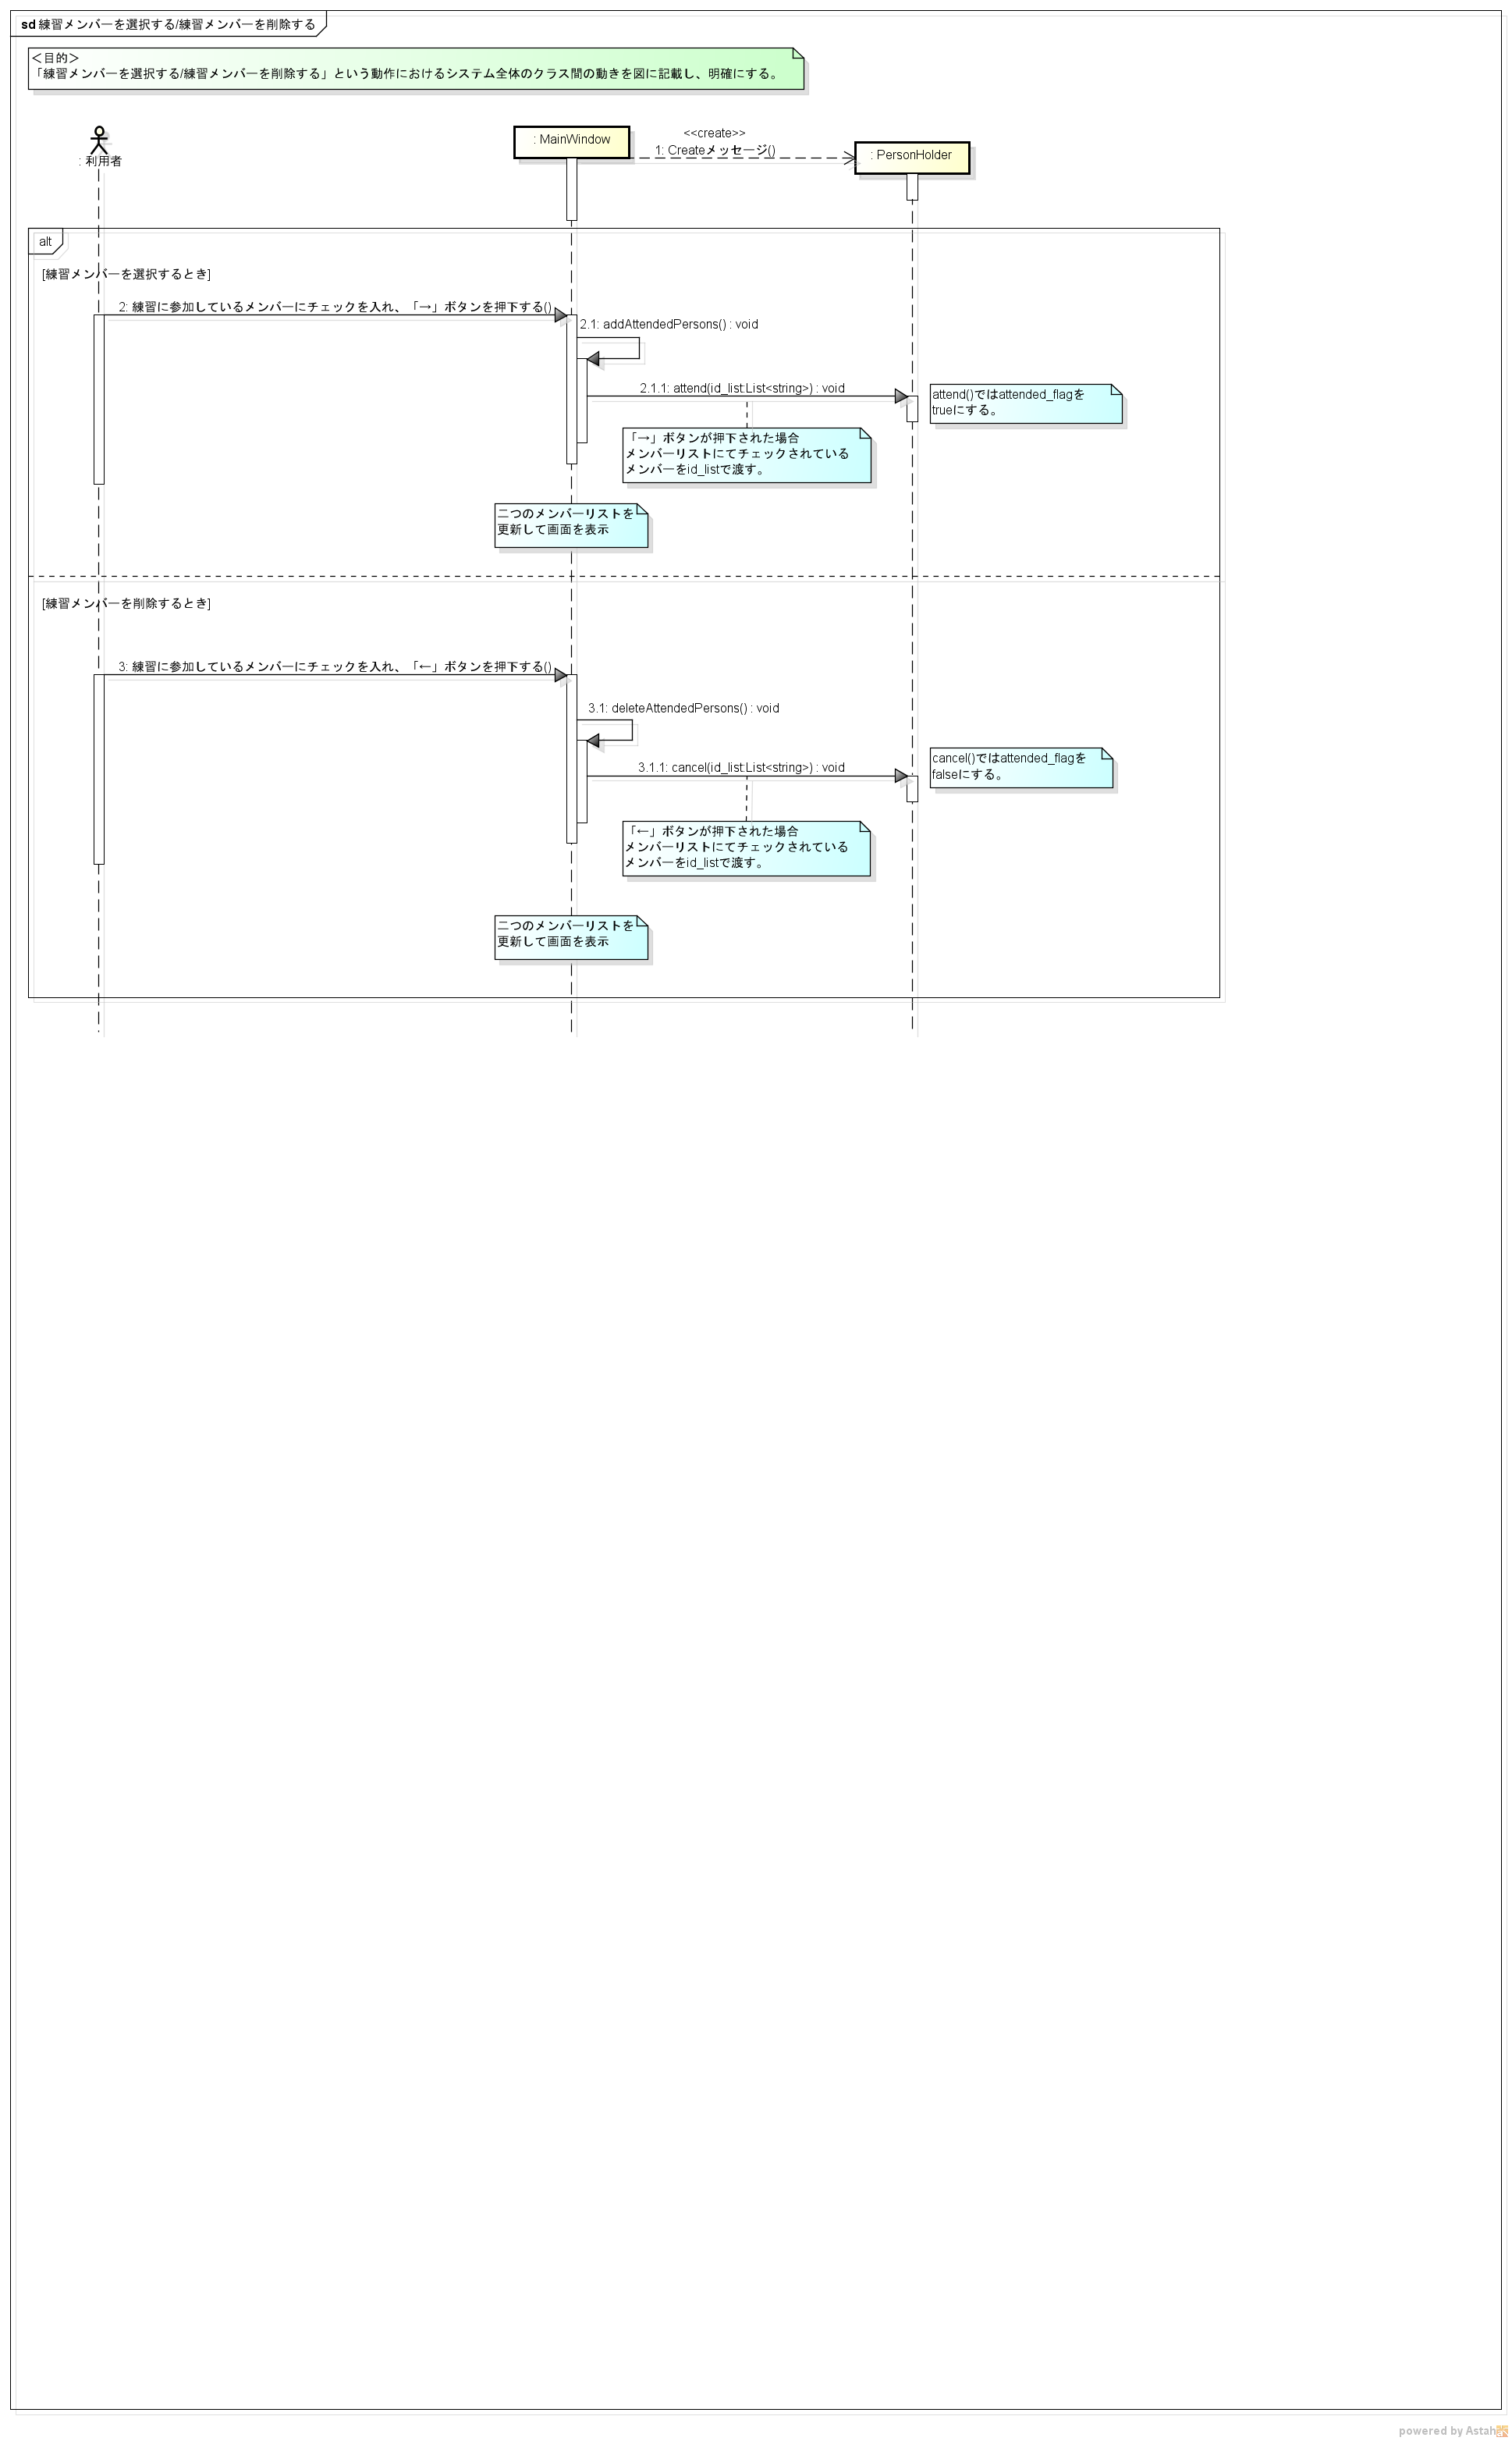 sd 練習メンバーを選択する/練習メンバーを削除する
＜目的＞
「練習メンバーを選択する/練習メンバーを削除する」という動作におけるシステム全体のクラス間の動きを図に記載し、明確にする。
: 利用者
: MainWindow
<<create>>
1: Createメッセージ()
: PersonHolder
alt
[練習メンバーを選択するとき]
2: 練習に参加しているメンバーにチェックを入れ、「→」ボタンを押下する()
2.1: addAttendedPersons() : void
2.1.1: attend(id_list:List<string>) : void
attend()ではattended_flagを
trueにする。
「→」ボタンが押下された場合
メンバーリストにてチェックされている
メンバーをid_listで渡す。
二つのメンバーリストを
更新して画面を表示
[練習メンバーを削除するとき]
3: 練習に参加しているメンバーにチェックを入れ、「←」ボタンを押下する()
3.1: deleteAttendedPersons() : void
3.1.1: cancel(id_list:List<string>) : void
cancel()ではattended_flagを
falseにする。
「←」ボタンが押下された場合
メンバーリストにてチェックされている
メンバーをid_listで渡す。
二つのメンバーリストを
更新して画面を表示
powered by Astah